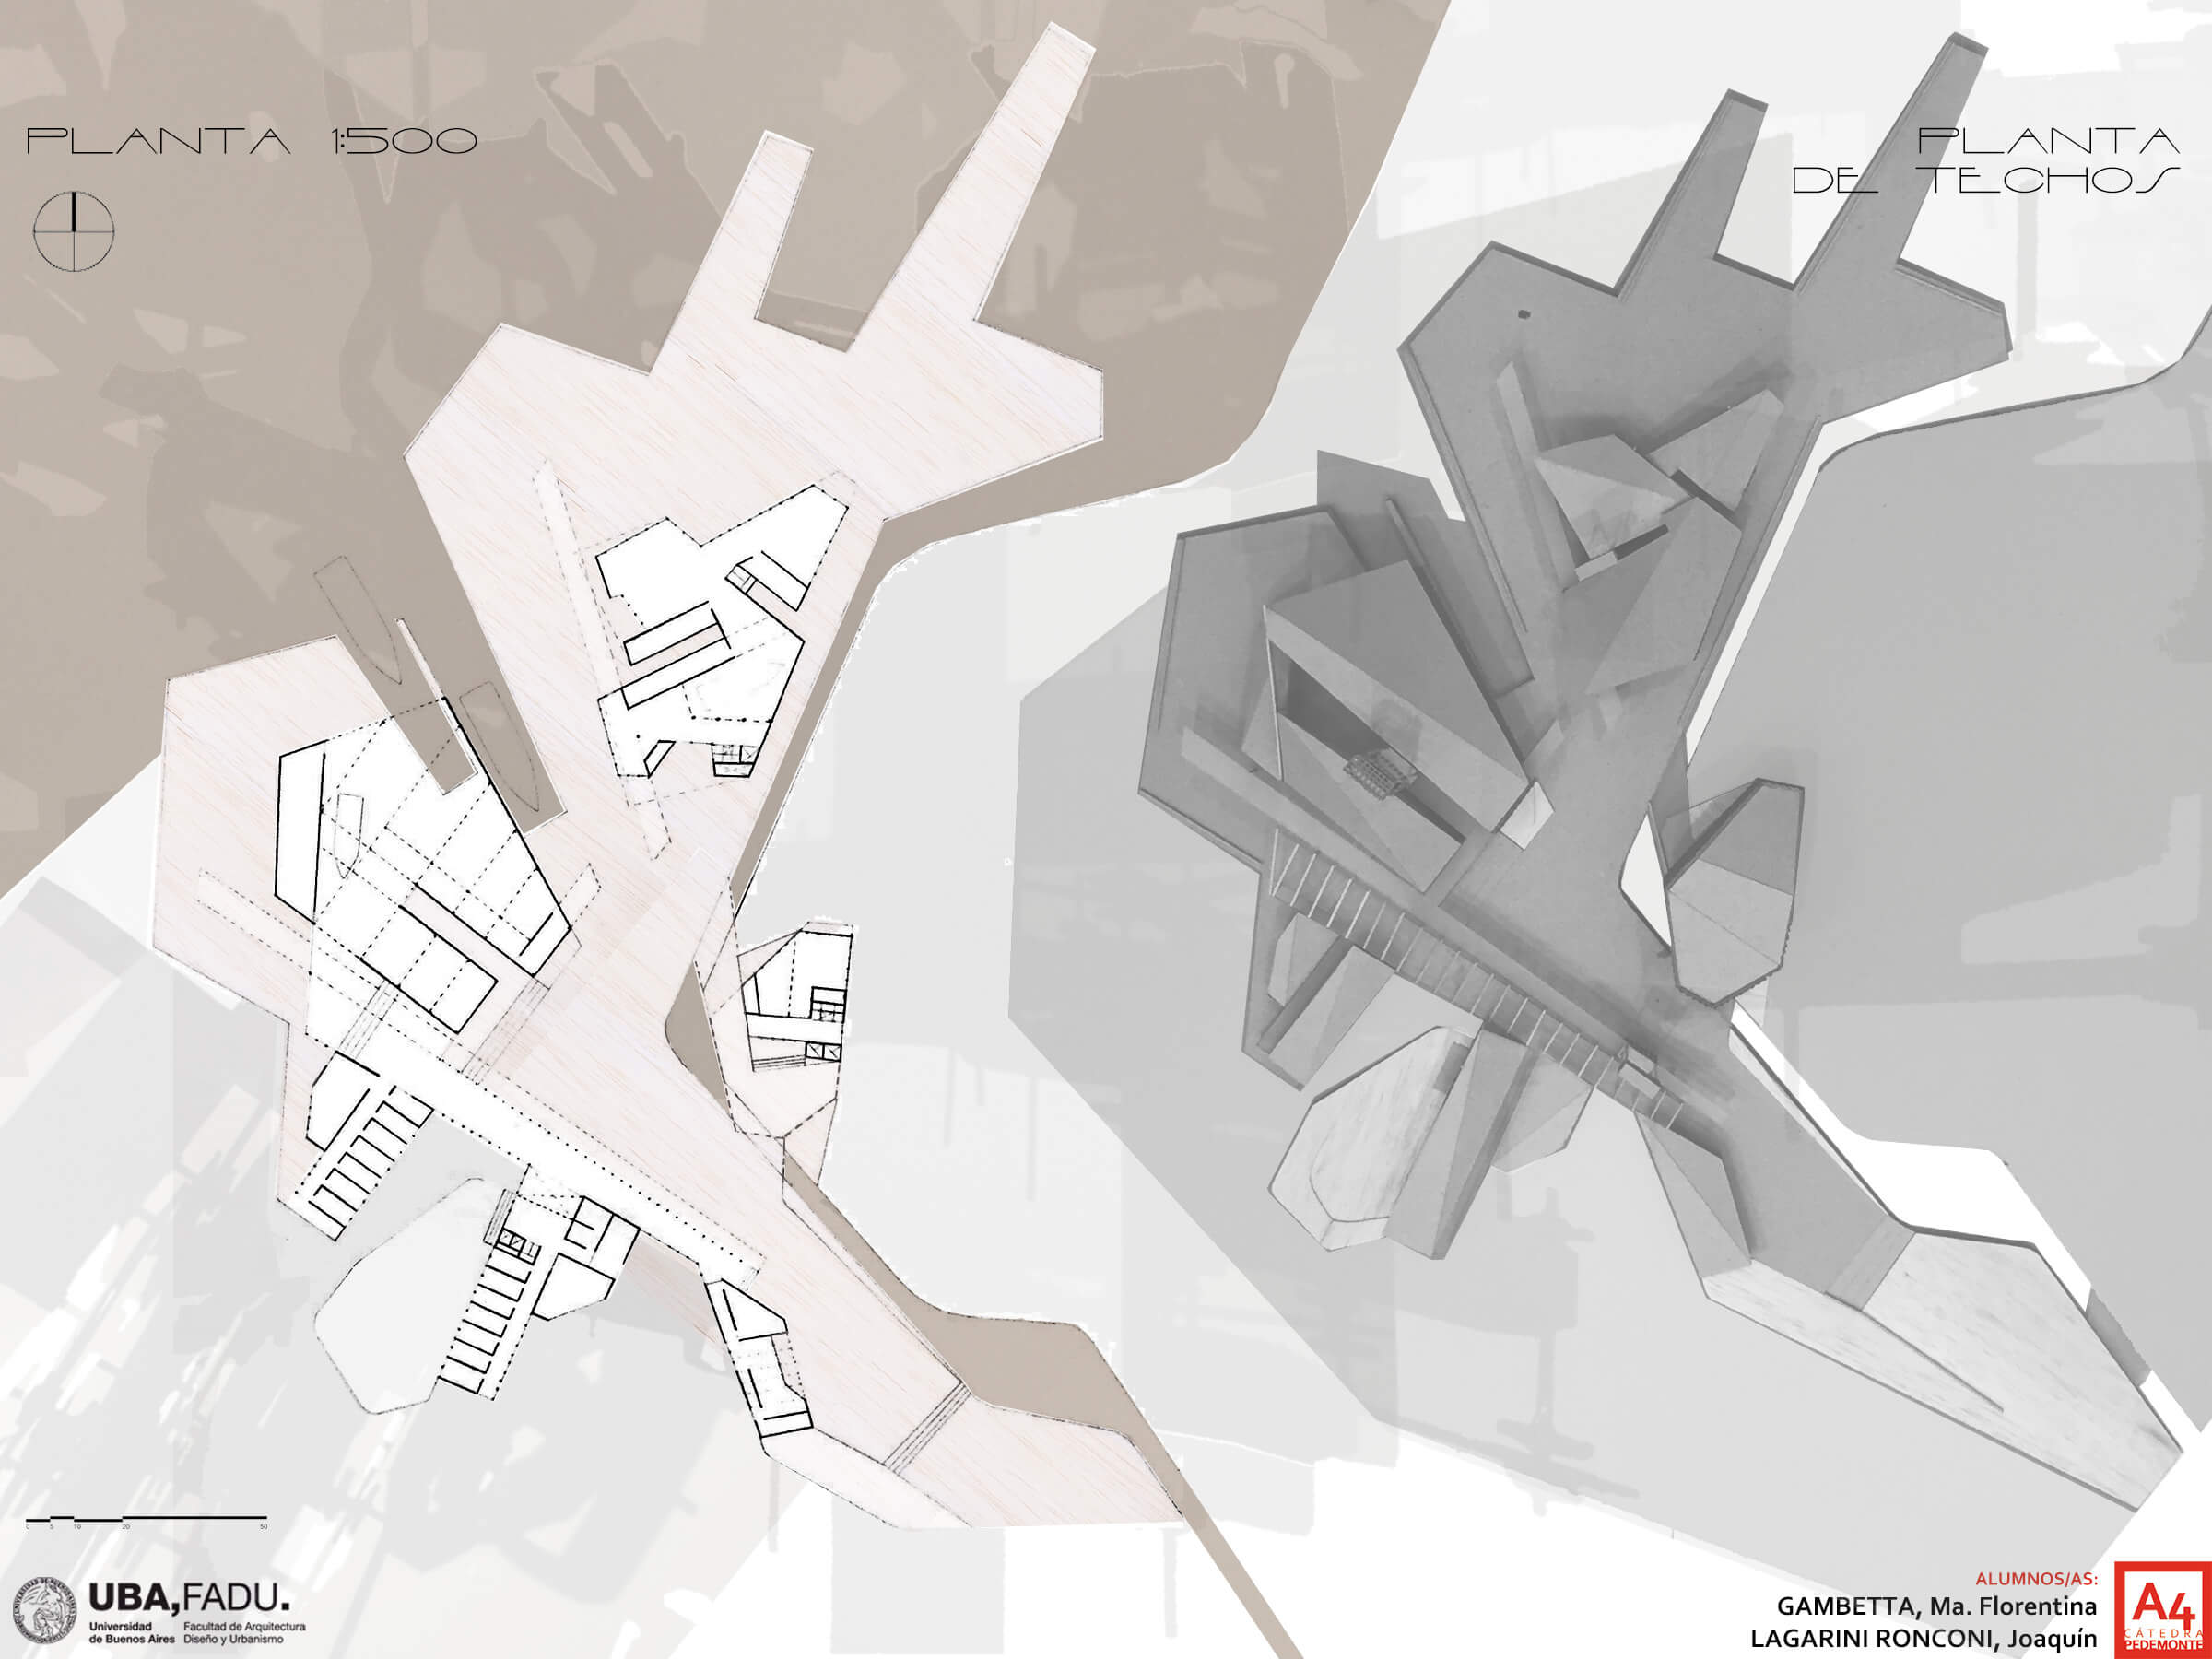 PLANTA 1:500
PLANTA
DE TECHOS
0 5 10 20 50
UBA,FADU.
Universidad
de Buenos Aires
Facultad de Arquitectura
Diseño y Urbanismo
ALUMNOS/AS:
GAMBETTA, Ma. Florentina
LAGARINI RONCONI, Joaquín
A4
CÁTEDRA
PEDEMONTE